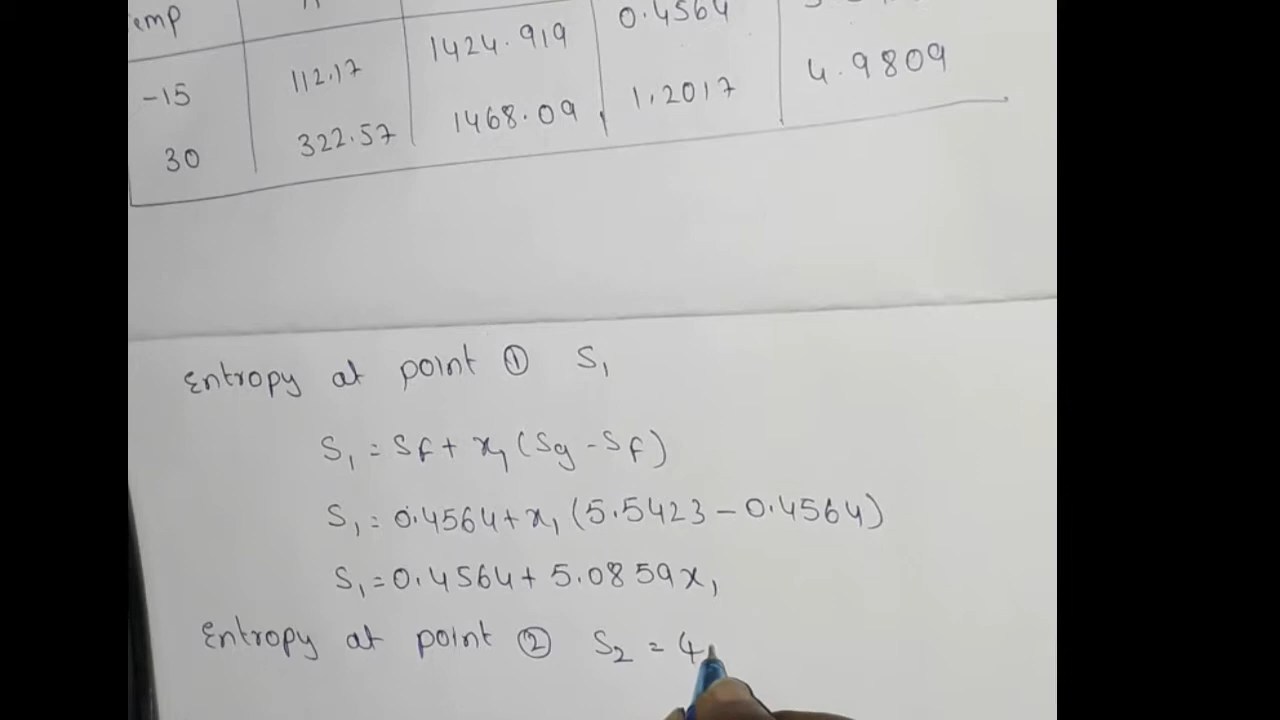 emp
-15 112.17 1424.919 0.4564
30 322.57 1468.09 1.2017 4.9809
Entropy at point ① S₁
S₁ = Sf + x₁ (Sg - Sf)
S₁ = 0.4564 + x₁ (5.5423 - 0.4564)
S₁ = 0.4564 + 5.0859 x₁
Entropy at point ② S₂ = 4.